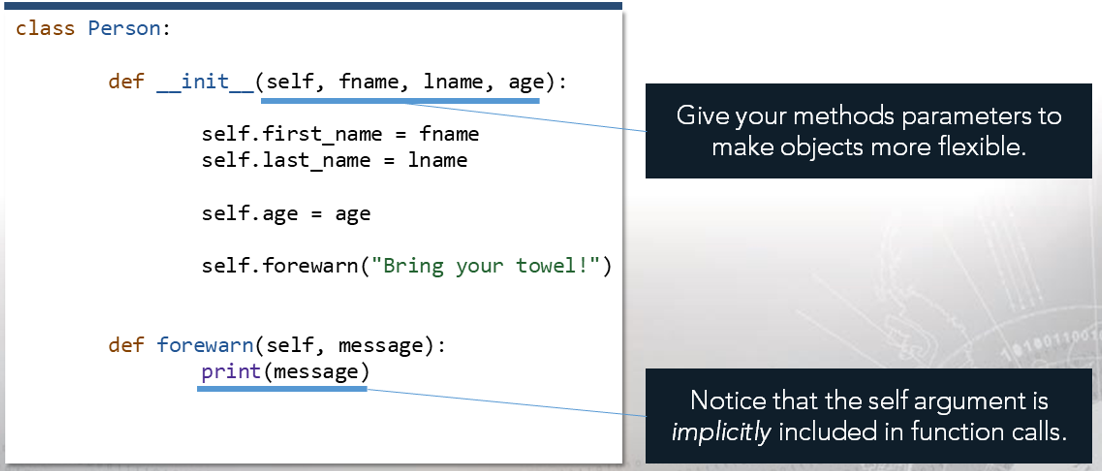 class Person:
def __init__(self, fname, lname, age):
self.first_name = fname
self.last_name = lname
self.age = age
self.forewarn("Bring your towel!")
def forewarn(self, message):
print(message)
Give your methods parameters to
make objects more flexible.
Notice that the self argument is
implicitly included in function calls.
101001100